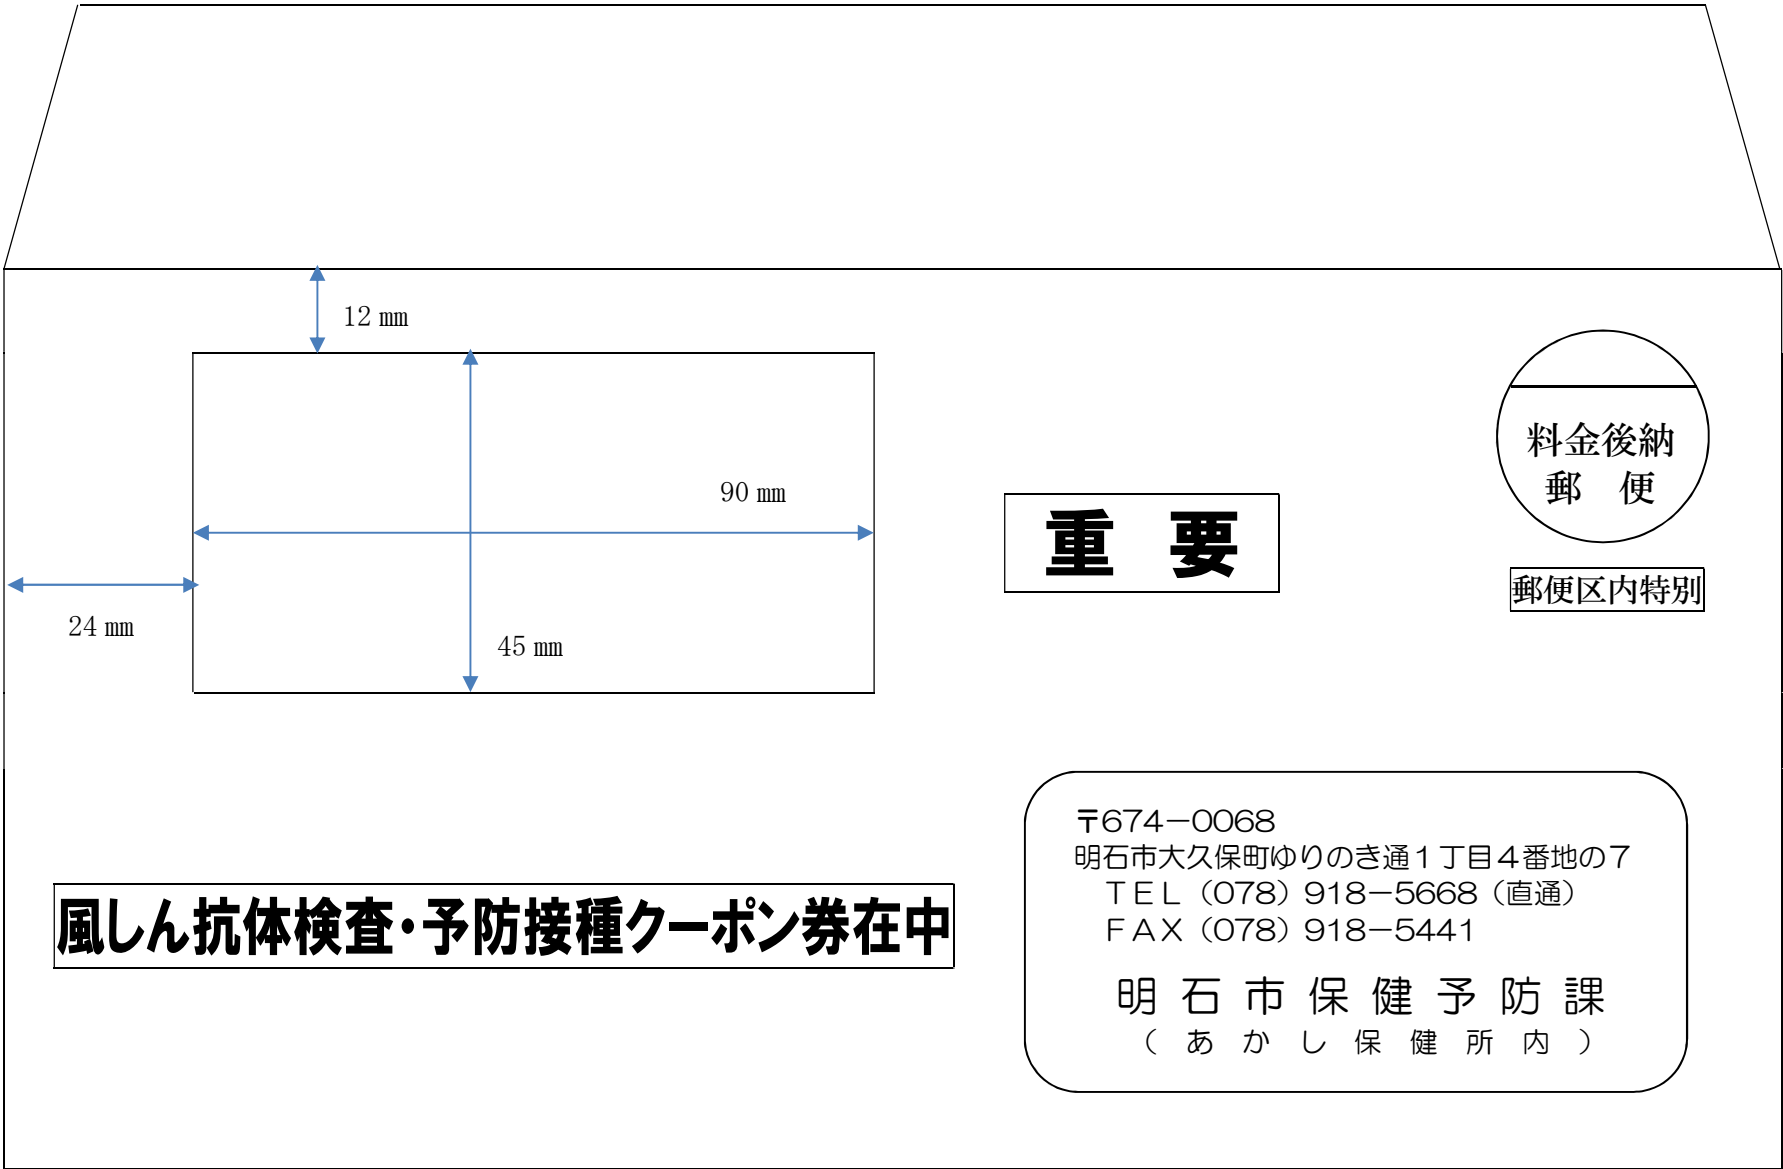 12 mm
料金後納
郵　便
90 mm
重　要
郵便区内特別
24 mm
45 mm
〒674－0068
明石市大久保町ゆりのき通１丁目４番地の７
ＴＥＬ（078）918－5668（直通）
ＦＡＸ（078）918－5441
風しん抗体検査・予防接種クーポン券在中
明石市保健予防課
（あかし保健所内）